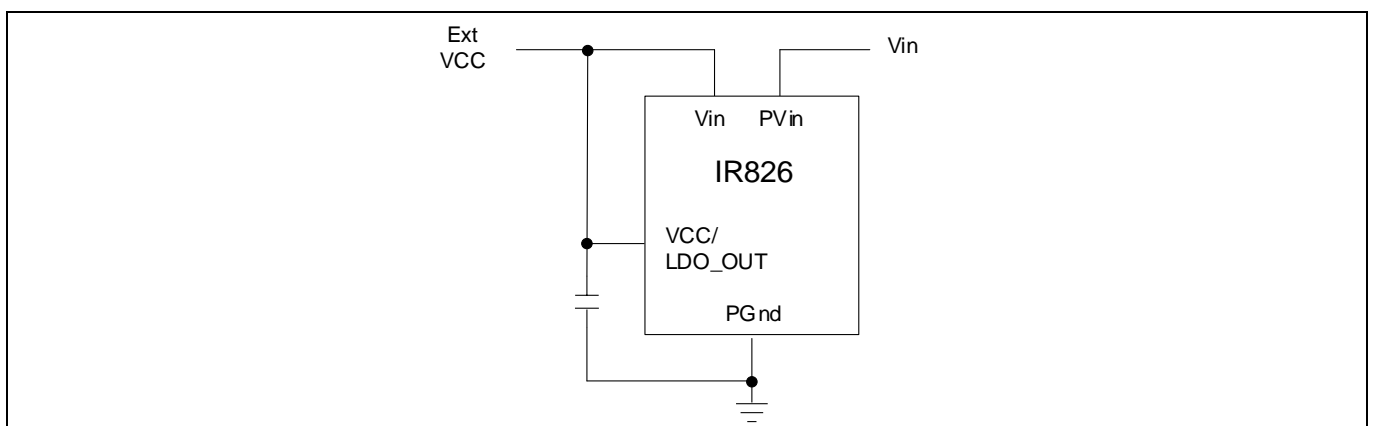 Ext
VCC
Vin
Vin PVin
IR826
VCC/
LDO_OUT
PGnd